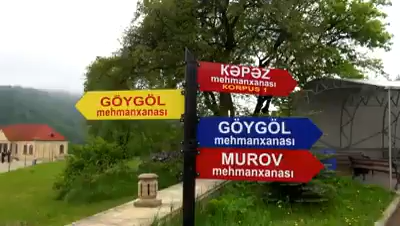 KƏPƏZ
mehmanxanası
KORPUS 1
GÖYGÖL
mehmanxanası
GÖYGÖL
mehmanxanası
MUROV
mehmanxanası